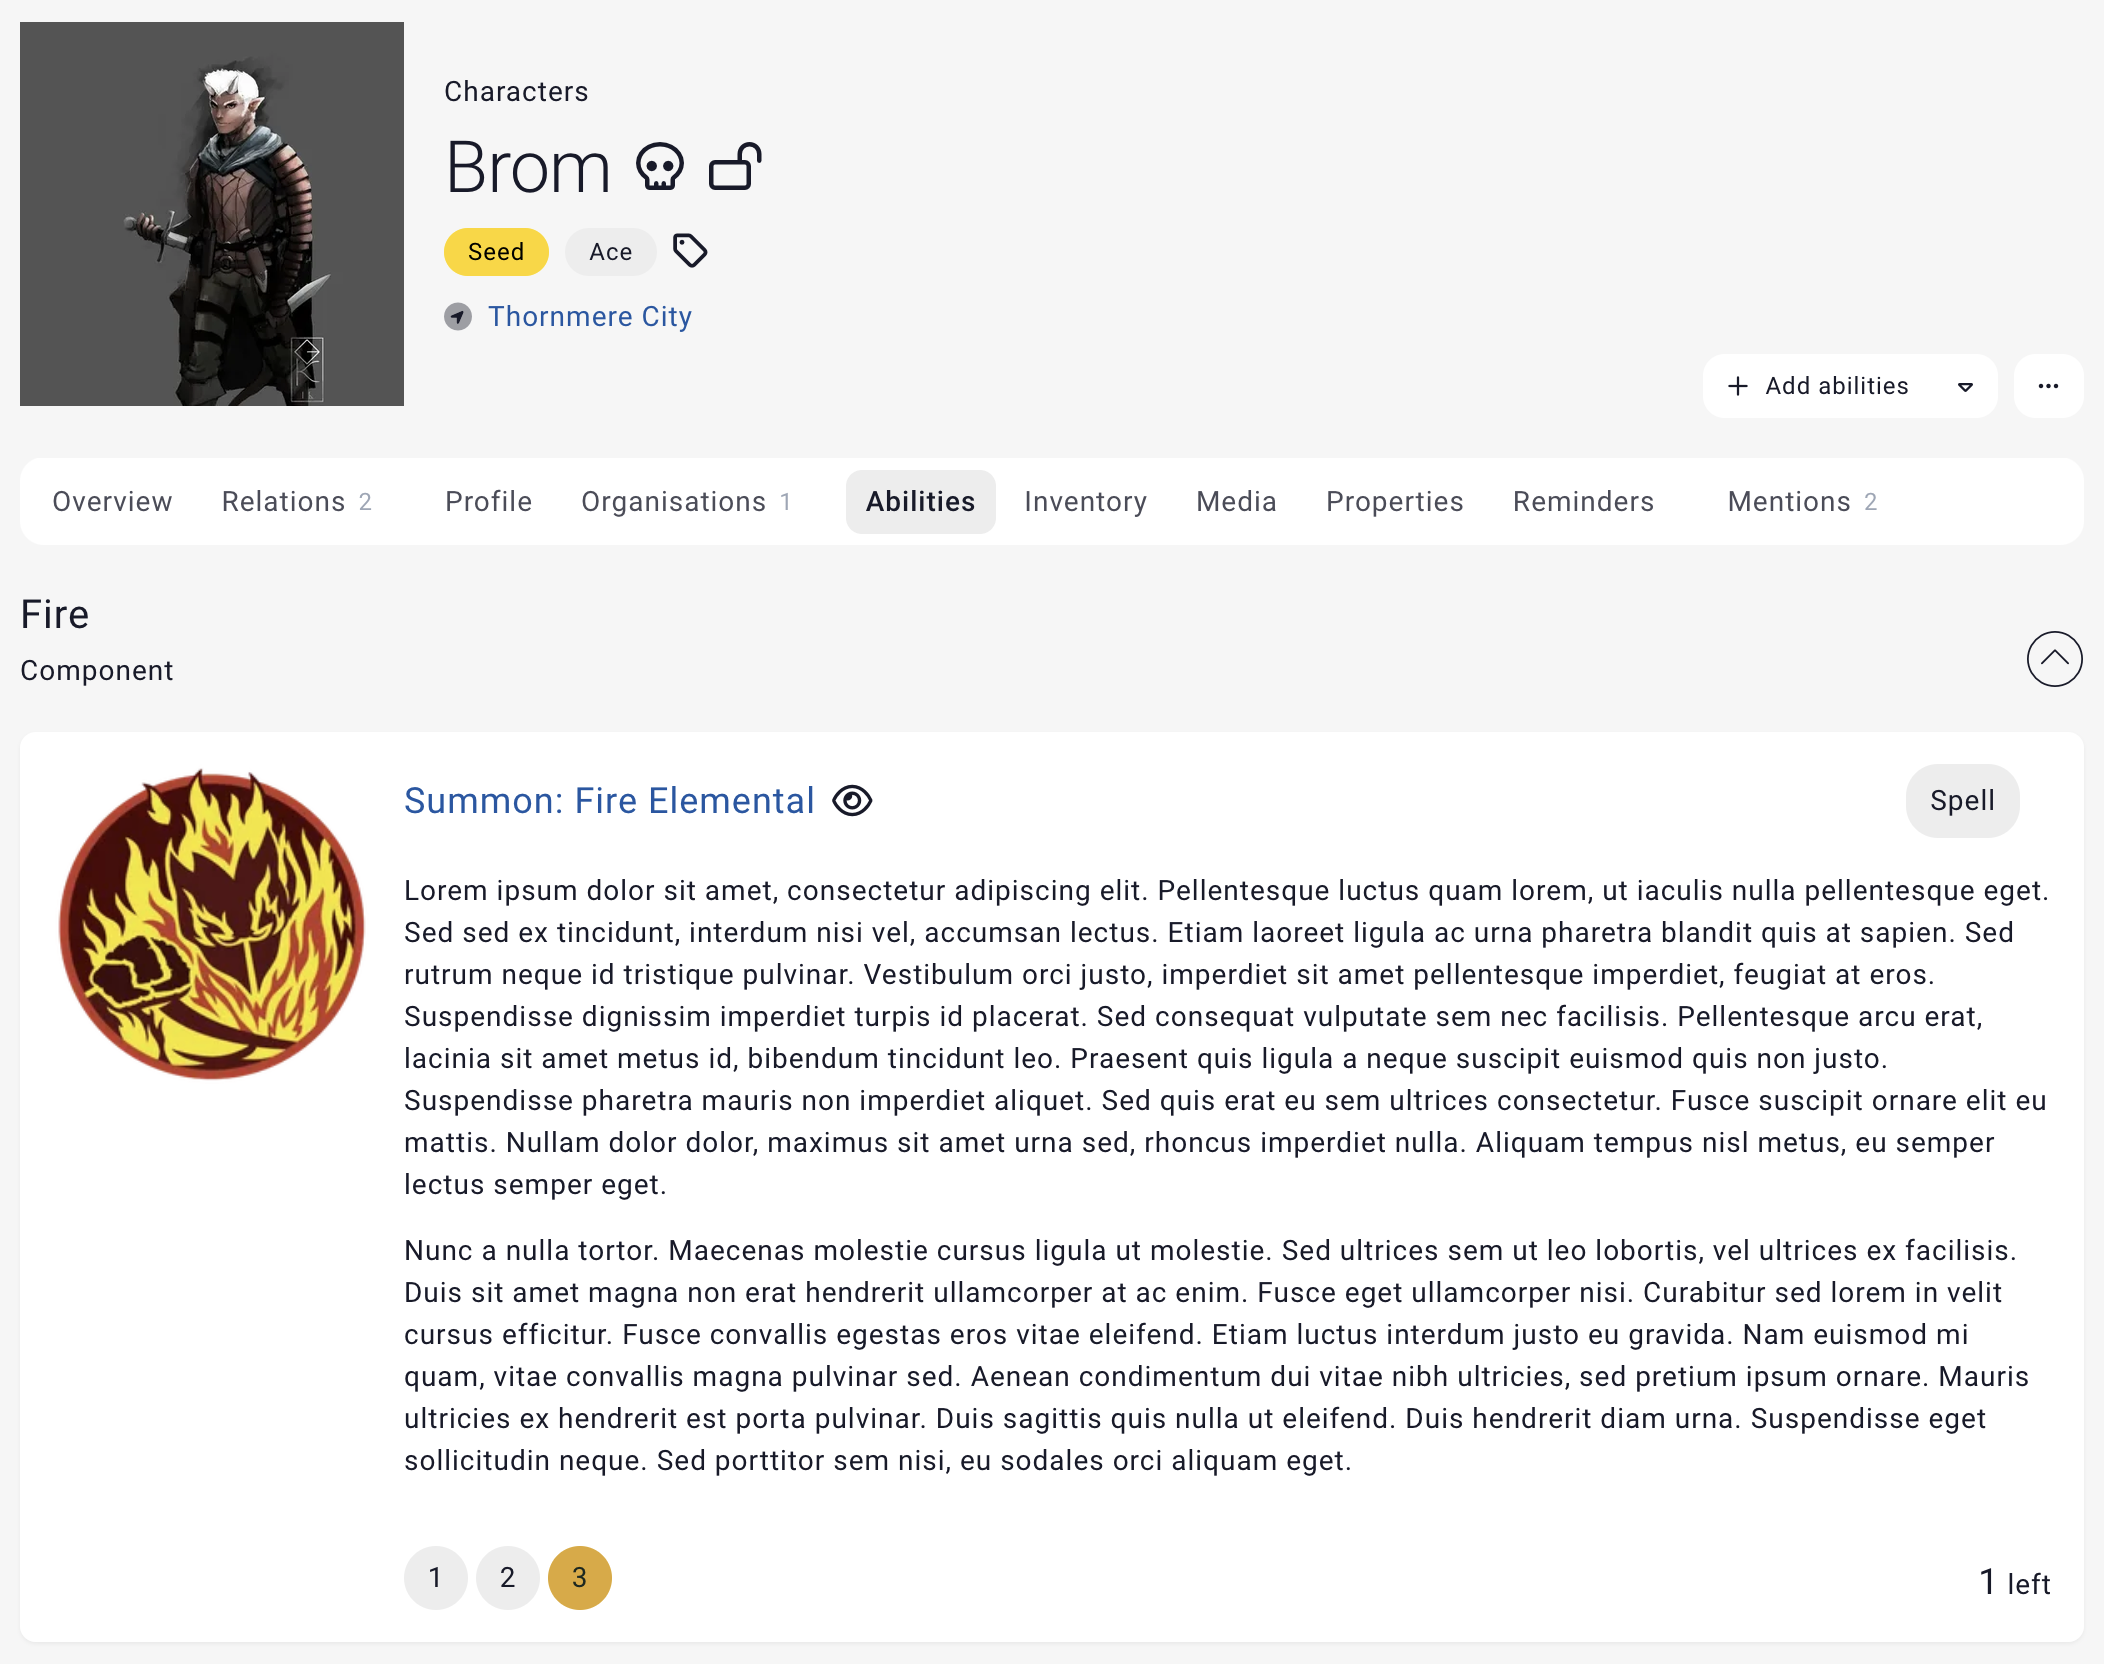 Characters
Brom
Seed Ace
Thornmere City
Add abilities
Overview Relations 2 Profile Organisations 1 Abilities Inventory Media Properties Reminders Mentions 2
Fire
Component
Summon: Fire Elemental Spell
Lorem ipsum dolor sit amet, consectetur adipiscing elit. Pellentesque luctus quam lorem, ut iaculis nulla pellentesque eget.
Sed sed ex tincidunt, interdum nisi vel, accumsan lectus. Etiam laoreet ligula ac urna pharetra blandit quis at sapien. Sed
rutrum neque id tristique pulvinar. Vestibulum orci justo, imperdiet sit amet pellentesque imperdiet, feugiat at eros.
Suspendisse dignissim imperdiet turpis id placerat. Sed consequat vulputate sem nec facilisis. Pellentesque arcu erat,
lacinia sit amet metus id, bibendum tincidunt leo. Praesent quis ligula a neque suscipit euismod quis non justo.
Suspendisse pharetra mauris non imperdiet aliquet. Sed quis erat eu sem ultrices consectetur. Fusce suscipit ornare elit eu
mattis. Nullam dolor dolor, maximus sit amet urna sed, rhoncus imperdiet nulla. Aliquam tempus nisl metus, eu semper
lectus semper eget.
Nunc a nulla tortor. Maecenas molestie cursus ligula ut molestie. Sed ultrices sem ut leo lobortis, vel ultrices ex facilisis.
Duis sit amet magna non erat hendrerit ullamcorper at ac enim. Fusce eget ullamcorper nisi. Curabitur sed lorem in velit
cursus efficitur. Fusce convallis egestas eros vitae eleifend. Etiam luctus interdum justo eu gravida. Nam euismod mi
quam, vitae convallis magna pulvinar sed. Aenean condimentum dui vitae nibh ultricies, sed pretium ipsum ornare. Mauris
ultricies ex hendrerit est porta pulvinar. Duis sagittis quis nulla ut eleifend. Duis hendrerit diam urna. Suspendisse eget
sollicitudin neque. Sed porttitor sem nisi, eu sodales orci aliquam eget.
1 2 3 1 left